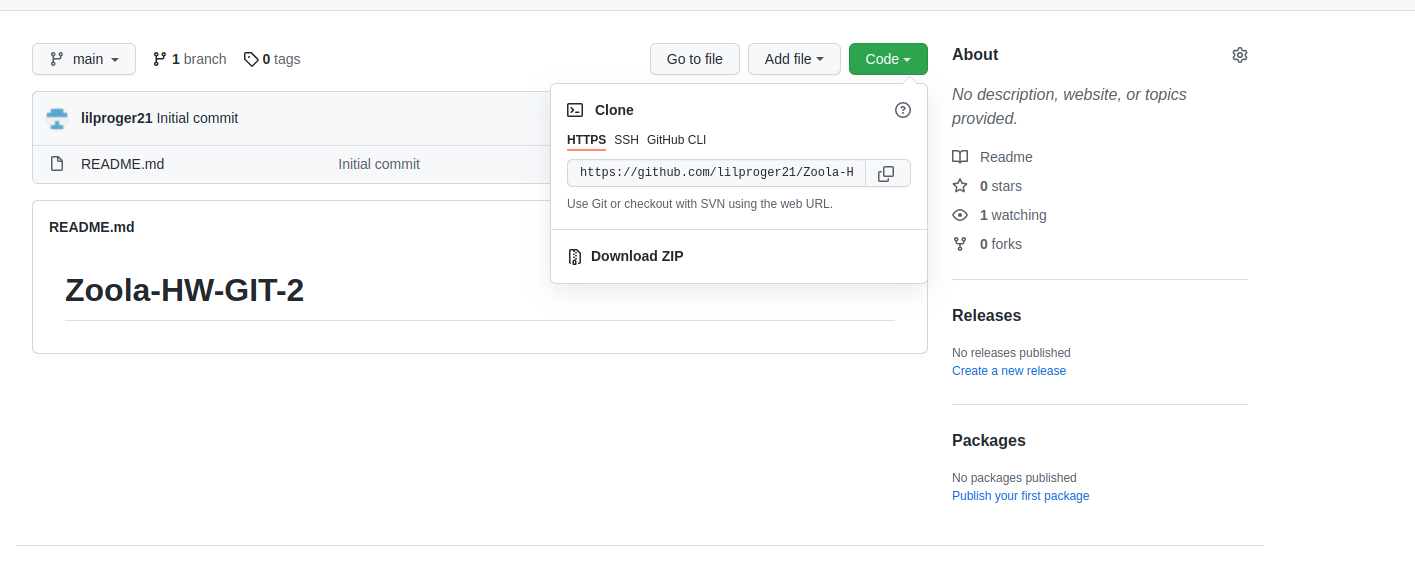 main 1 branch 0 tags Go to file Add file Code
lilproger21 Initial commit
README.md Initial commit
README.md
Zoola-HW-GIT-2
Clone
HTTPS SSH GitHub CLI
https://github.com/lilproger21/Zoola-H
Use Git or checkout with SVN using the web URL.
Download ZIP
About
No description, website, or topics
provided.
Readme
0 stars
1 watching
0 forks
Releases
No releases published
Create a new release
Packages
No packages published
Publish your first package